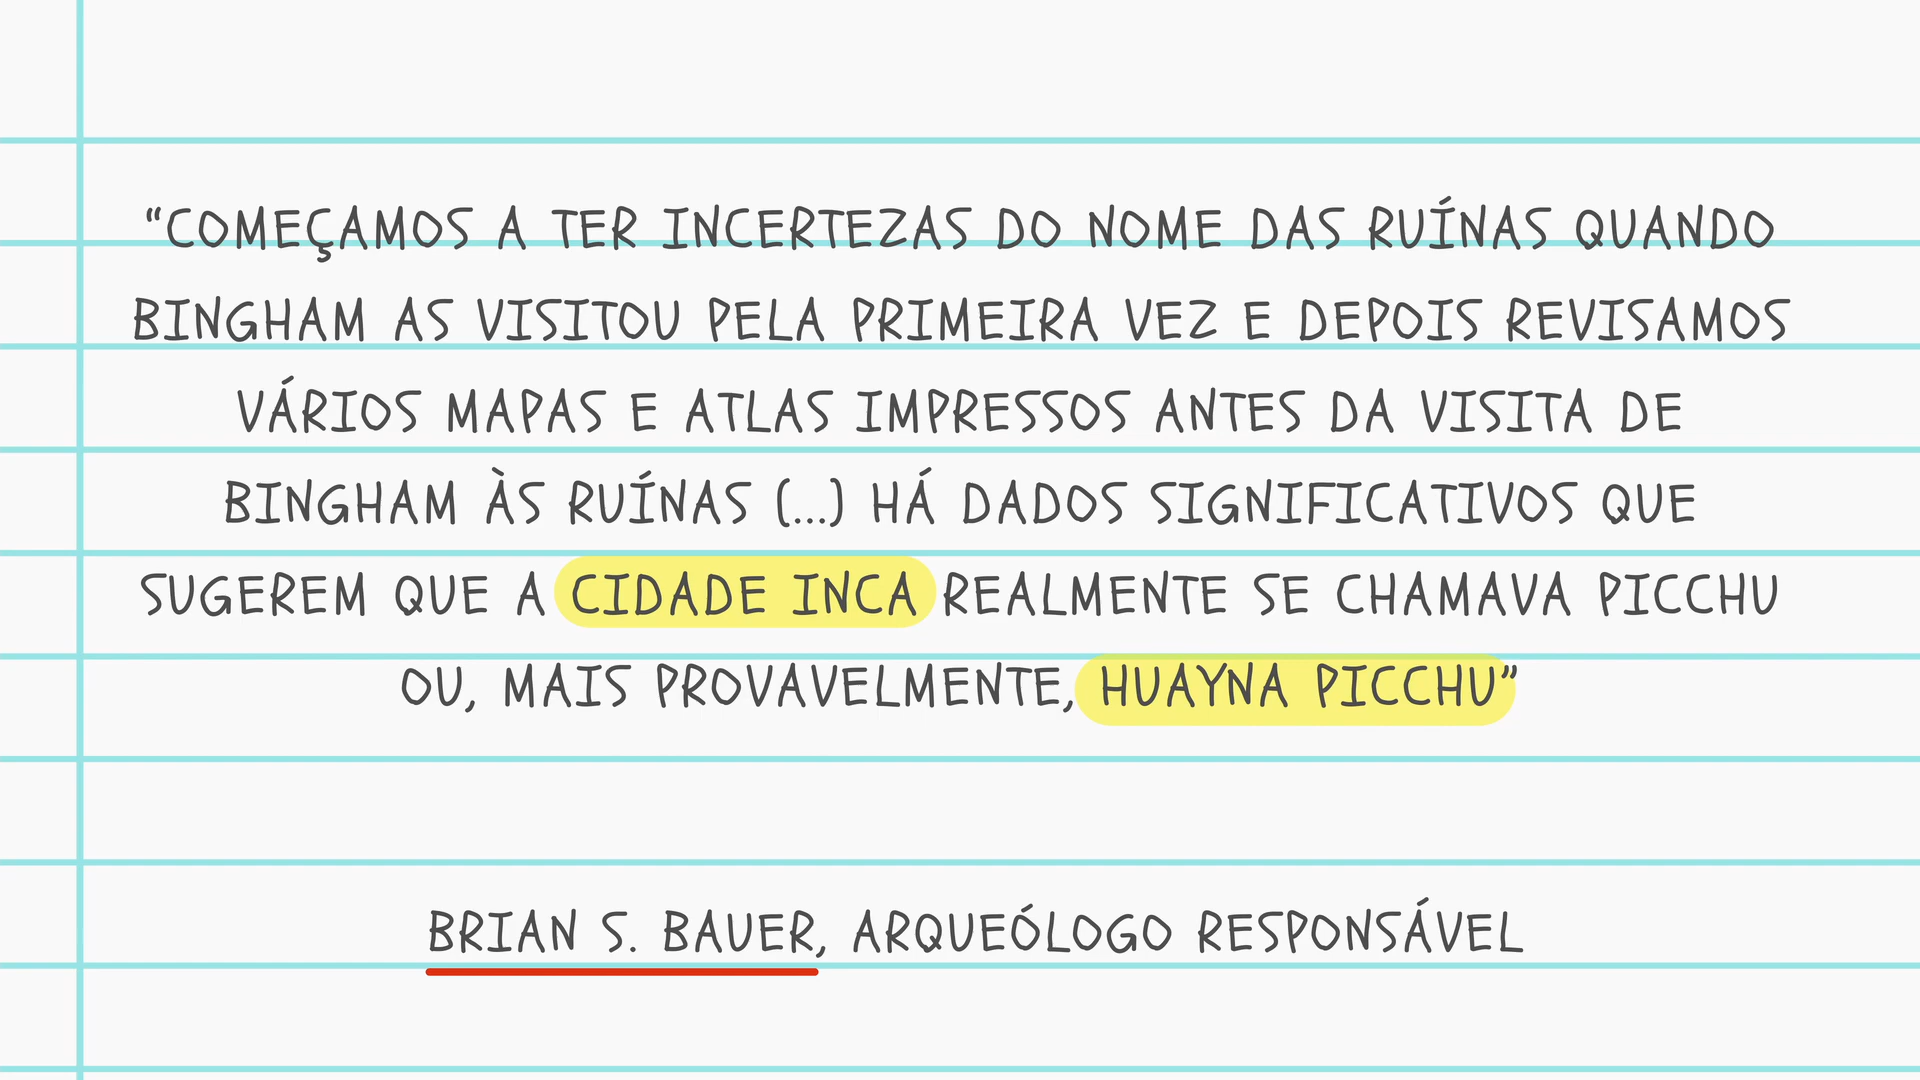 “COMEÇAMOS A TER INCERTEZAS DO NOME DAS RUÍNAS QUANDO
BINGHAM AS VISITOU PELA PRIMEIRA VEZ E DEPOIS REVISAMOS
VÁRIOS MAPAS E ATLAS IMPRESSOS ANTES DA VISITA DE
BINGHAM ÀS RUÍNAS (...) HÁ DADOS SIGNIFICATIVOS QUE
SUGEREM QUE A CIDADE INCA REALMENTE SE CHAMAVA PICCHU
OU, MAIS PROVAVELMENTE, HUAYNA PICCHU”
BRIAN S. BAUER, ARQUEÓLOGO RESPONSÁVEL